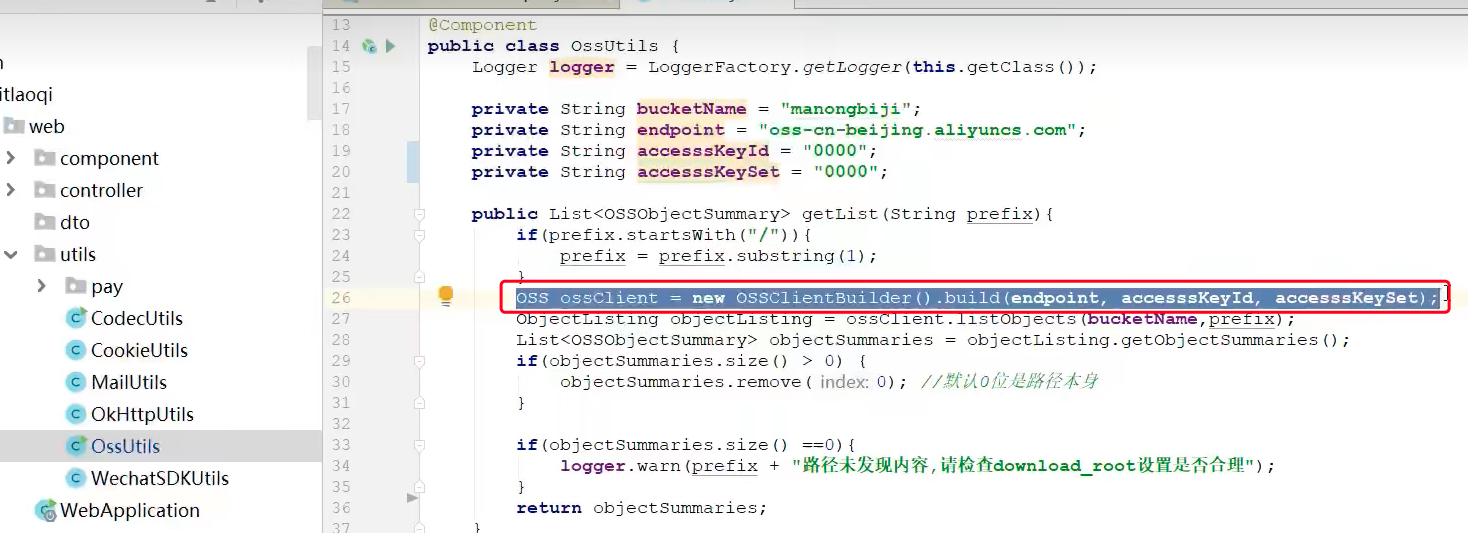 itlaoqi
web
component
controller
dto
utils
pay
CodecUtils
CookieUtils
MailUtils
OkHttpUtils
OssUtils
WechatSDKUtils
WebApplication
13 @Component
14 public class OssUtils {
15 Logger logger = LoggerFactory.getLogger(this.getClass());
16
17 private String bucketName = "manongbiji";
18 private String endpoint = "oss-cn-beijing.aliyuncs.com";
19 private String accesssKeyId = "0000";
20 private String accesssKeySet = "0000";
21
22 public List<OSSObjectSummary> getList(String prefix){
23 if(prefix.startsWith("/")){
24 prefix = prefix.substring(1);
25 }
26 OSS ossClient = new OSSClientBuilder().build(endpoint, accesssKeyId, accesssKeySet);
27 ObjectListing objectListing = ossClient.listObjects(bucketName,prefix);
28 List<OSSObjectSummary> objectSummaries = objectListing.getObjectSummaries();
29 if(objectSummaries.size() > 0) {
30 objectSummaries.remove( index: 0); //默认0位是路径本身
31 }
32
33 if(objectSummaries.size() ==0){
34 logger.warn(prefix + "路径未发现内容,请检查download_root设置是否合理");
35 }
36 return objectSummaries;
37 }